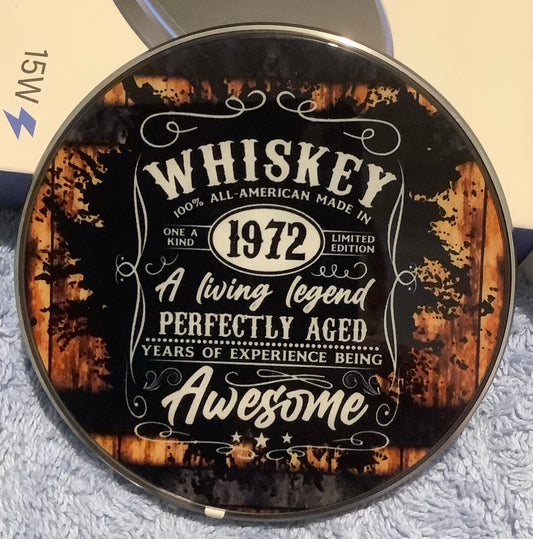 15W
WHISKEY
100% ALL-AMERICAN MADE IN
ONE A KIND
1972
LIMITED EDITION
A living legend
PERFECTLY AGED
YEARS OF EXPERIENCE BEING
Awesome